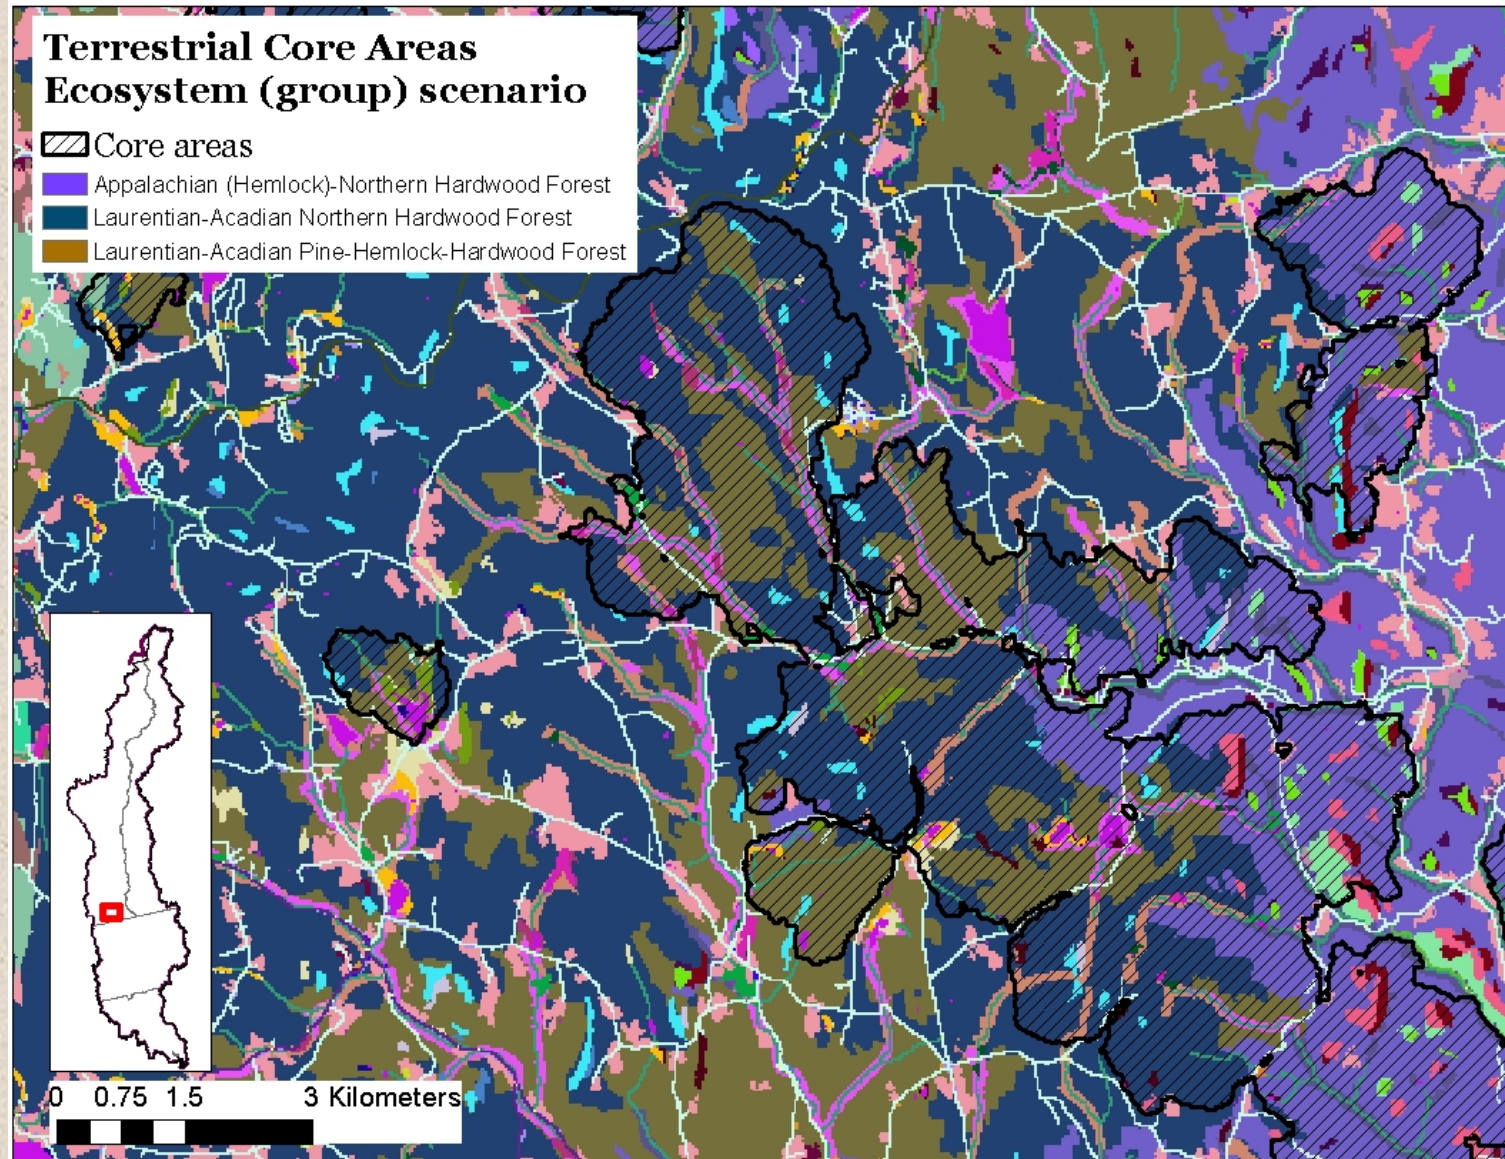 Terrestrial Core Areas
Ecosystem (group) scenario
Core areas
Appalachian (Hemlock)-Northern Hardwood Forest
Laurentian-Acadian Northern Hardwood Forest
Laurentian-Acadian Pine-Hemlock-Hardwood Forest
0 0.75 1.5 3 Kilometers